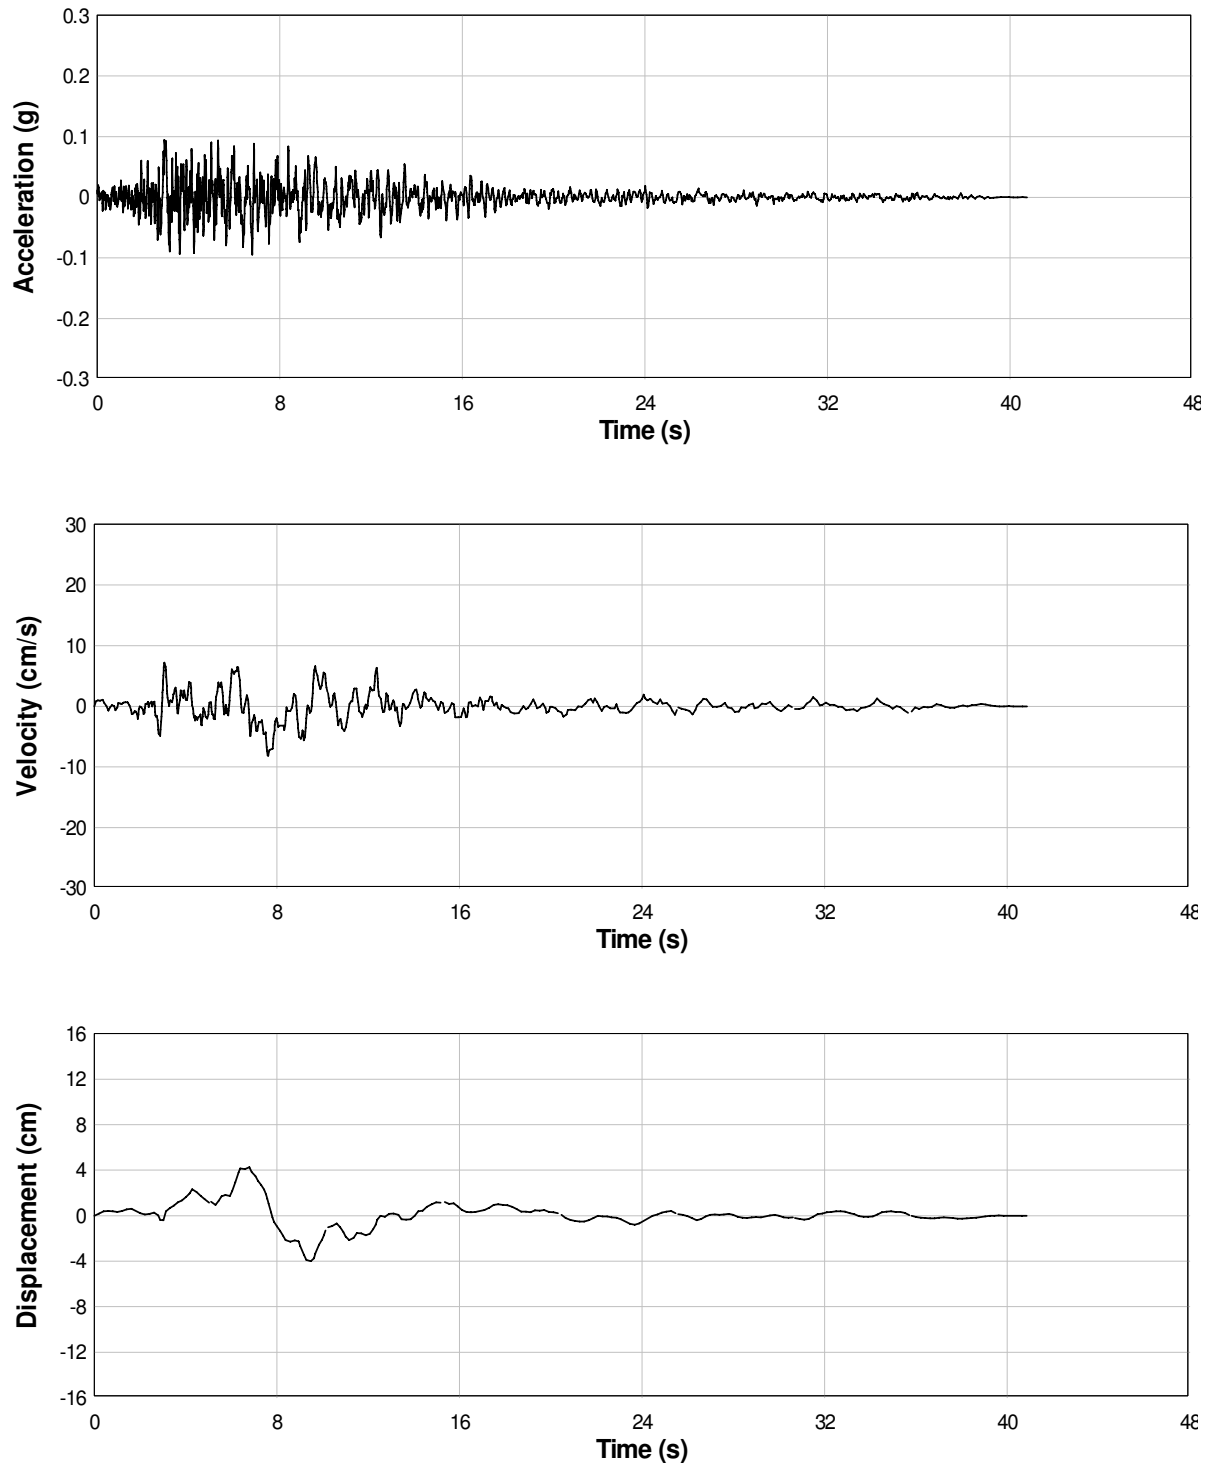 Acceleration (g)
0.3
0.2
0.1
0
-0.1
-0.2
-0.3
0 8 16 24 32 40 48
Time (s)
Velocity (cm/s)
30
20
10
0
-10
-20
-30
0 8 16 24 32 40 48
Time (s)
Displacement (cm)
16
12
8
4
0
-4
-8
-12
-16
0 8 16 24 32 40 48
Time (s)